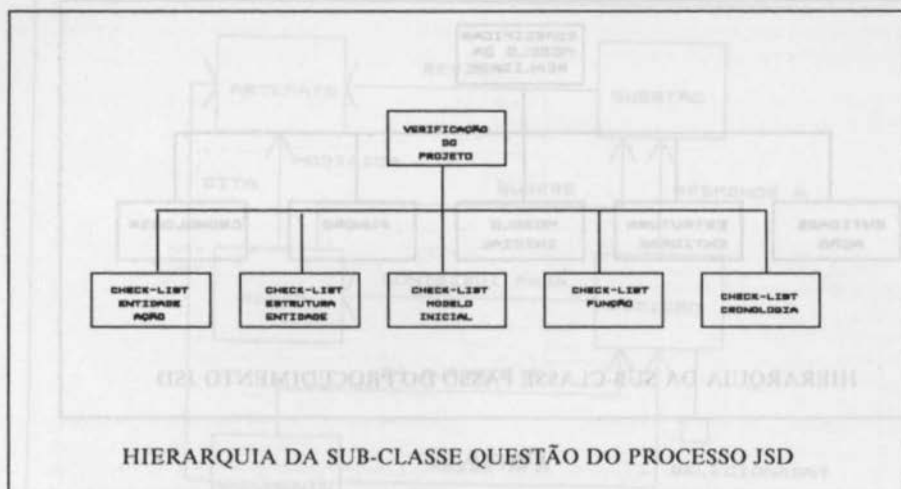 VERIFICAÇÃO
DO
PROJETO
CHECK-LIST
ENTIDADE
AÇÃO
CHECK-LIST
ESTRUTURA
ENTIDADE
CHECK-LIST
MODELO
INICIAL
CHECK-LIST
FUNÇÃO
CHECK-LIST
CRONOLOGIA
HIERARQUIA DA SUB-CLASSE QUESTÃO DO PROCESSO JSD